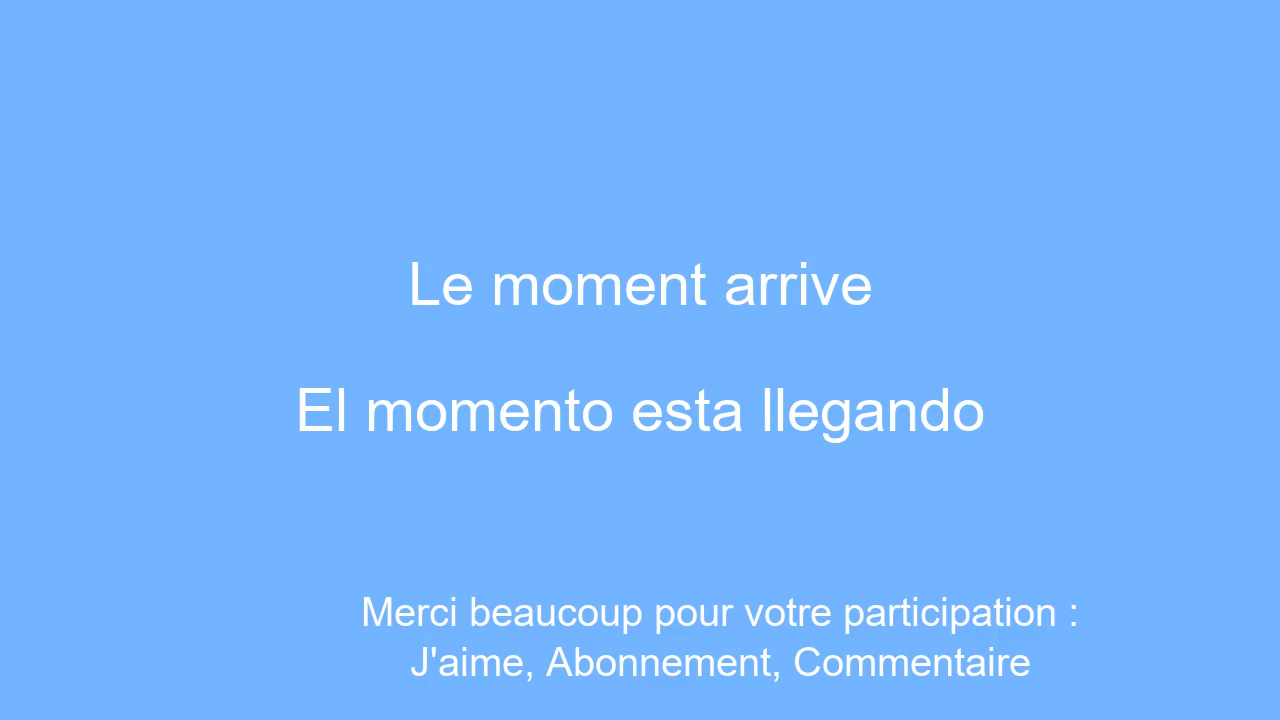 Le moment arrive
El momento esta llegando
Merci beaucoup pour votre participation :
J'aime, Abonnement, Commentaire